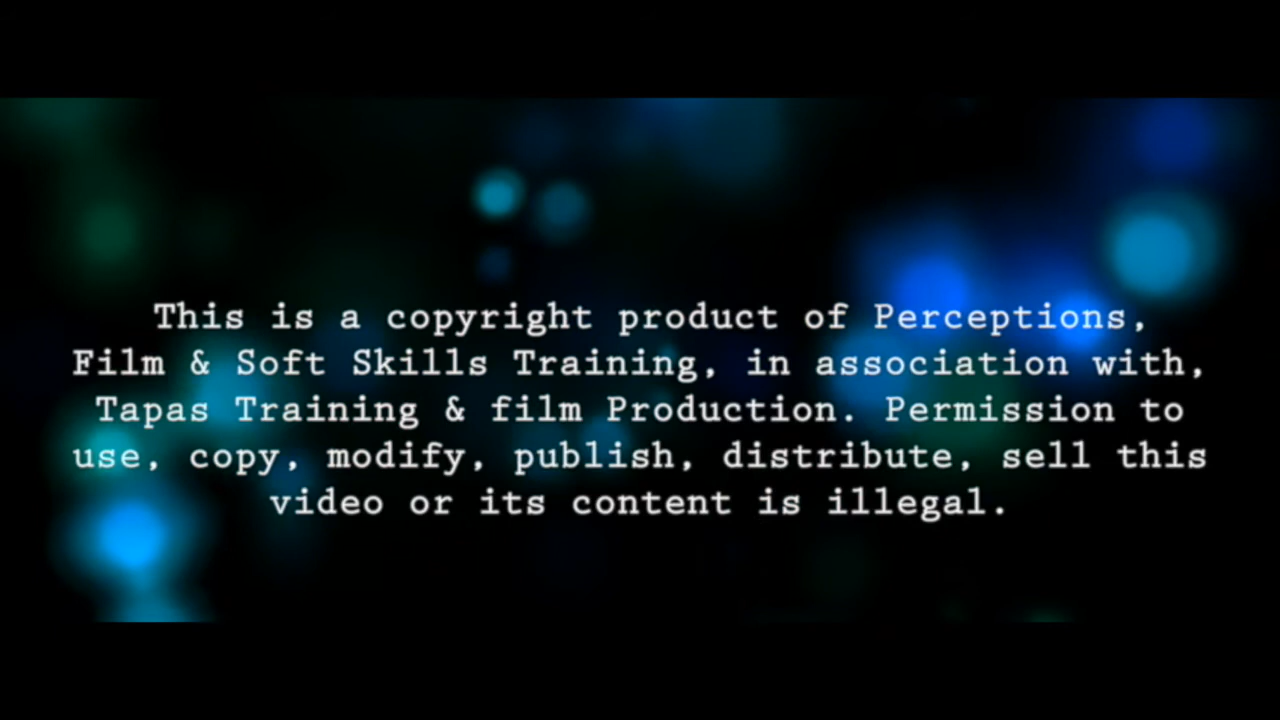 This is a copyright product of Perceptions,
Film & Soft Skills Training, in association with,
Tapas Training & film Production. Permission to
use, copy, modify, publish, distribute, sell this
video or its content is illegal.